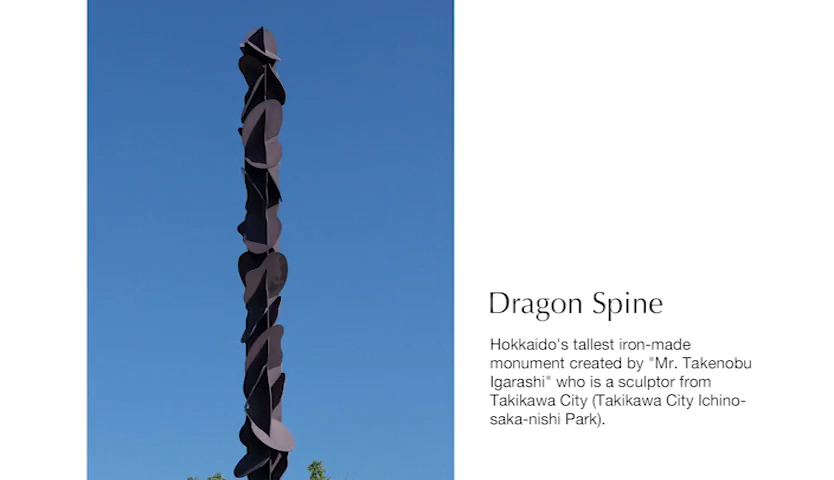 Dragon Spine
Hokkaido's tallest iron-made
monument created by "Mr. Takenobu
Igarashi" who is a sculptor from
Takikawa City (Takikawa City Ichino-
saka-nishi Park).